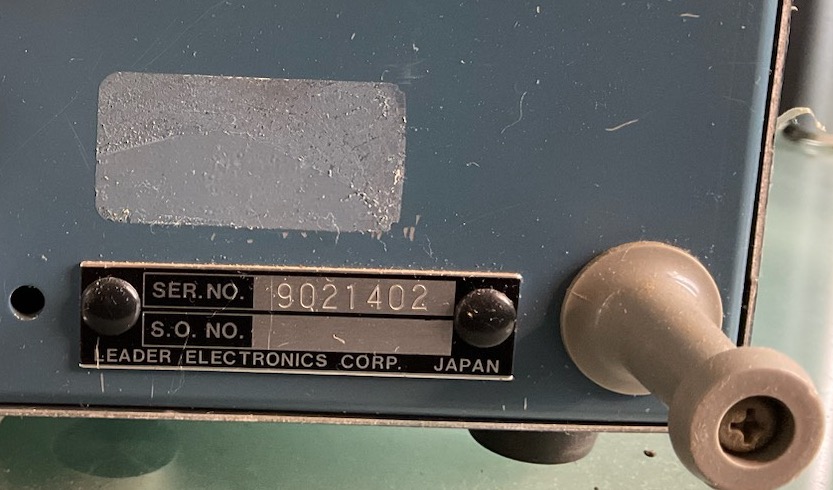 SER.NO. 9021402
S.O. NO.
LEADER ELECTRONICS CORP. JAPAN